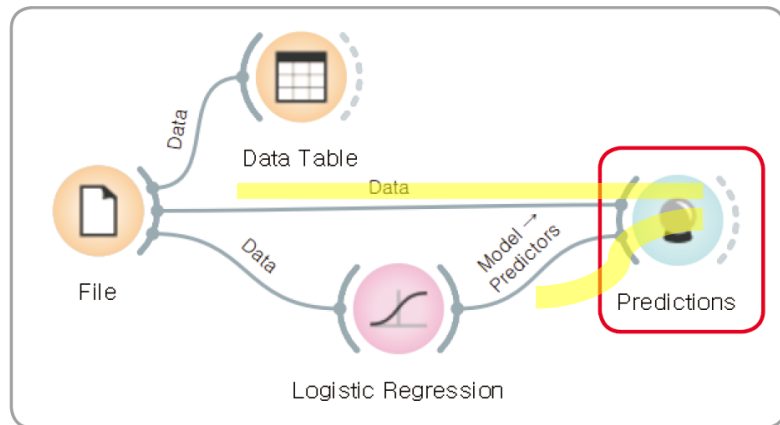 Data
Data Table
Data
File
Data
Model →
Predictors
Predictions
Logistic Regression